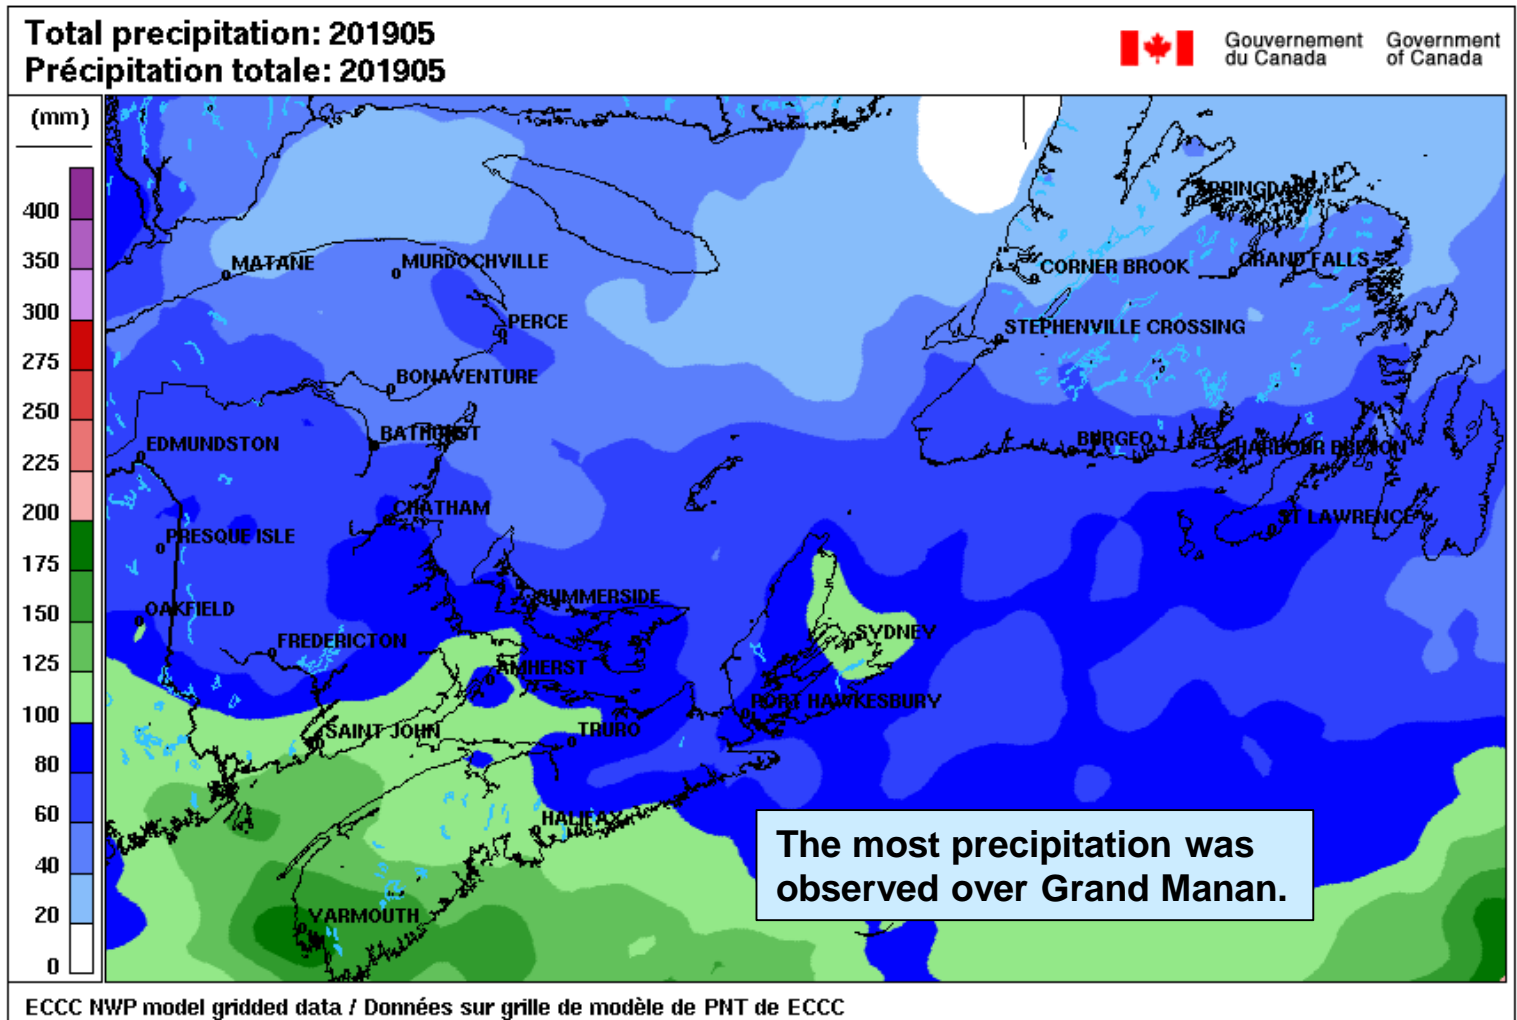 Total precipitation: 201905
Précipitation totale: 201905
Gouvernement du Canada
Government of Canada
(mm)
400
350
300
275
250
225
200
175
150
125
100
80
60
40
20
0
SPRINGDALE
MATANE
MURDOCHVILLE
CORNER BROOK
GRAND FALLS
PERCE
STEPHENVILLE CROSSING
BONAVENTURE
BATHURST
EDMUNDSTON
BURGEO
HARBOUR BRETON
CHATHAM
ST LAWRENCE
PRESQUE ISLE
OAKFIELD
SUMMERSIDE
FREDERICTON
SYDNEY
AMHERST
PORT HAWKESBURY
SAINT JOHN
TRURO
HALIFAX
YARMOUTH
The most precipitation was
observed over Grand Manan.
ECCC NWP model gridded data / Données sur grille de modèle de PNT de ECCC